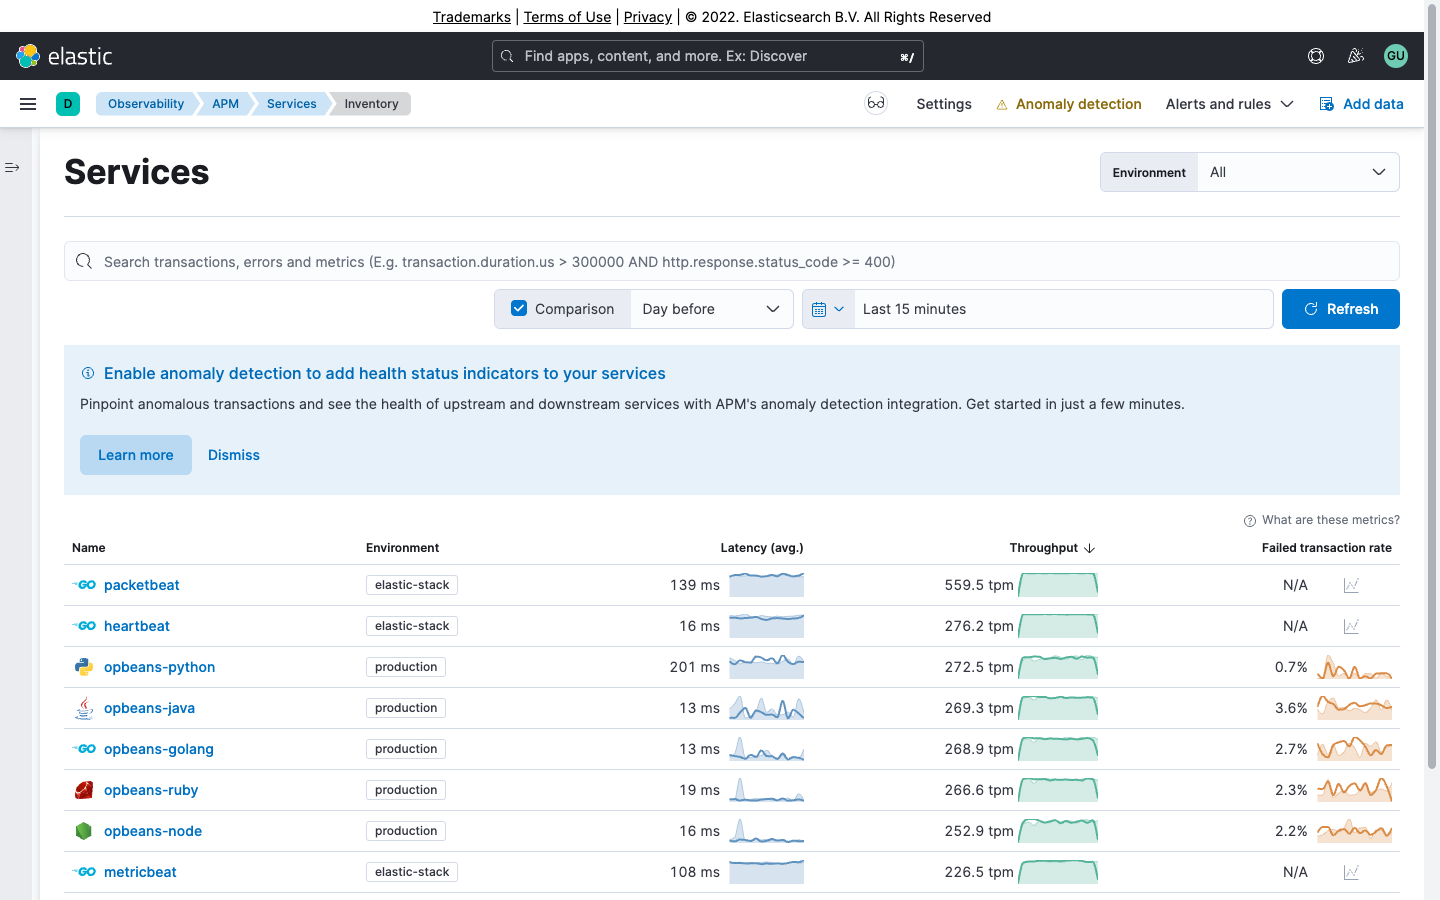 Trademarks | Terms of Use | Privacy | © 2022. Elasticsearch B.V. All Rights Reserved
elastic
Find apps, content, and more. Ex: Discover
⌘/
GU
D
Observability
APM
Services
Inventory
Settings
Anomaly detection
Alerts and rules
Add data
Services
Environment
All
Search transactions, errors and metrics (E.g. transaction.duration.us > 300000 AND http.response.status_code >= 400)
Comparison
Day before
Last 15 minutes
Refresh
Enable anomaly detection to add health status indicators to your services
Pinpoint anomalous transactions and see the health of upstream and downstream services with APM's anomaly detection integration. Get started in just a few minutes.
Learn more
Dismiss
What are these metrics?
Name Environment Latency (avg.) Throughput Failed transaction rate
GO packetbeat elastic-stack 139 ms 559.5 tpm N/A
GO heartbeat elastic-stack 16 ms 276.2 tpm N/A
opbeans-python production 201 ms 272.5 tpm 0.7%
opbeans-java production 13 ms 269.3 tpm 3.6%
GO opbeans-golang production 13 ms 268.9 tpm 2.7%
opbeans-ruby production 19 ms 266.6 tpm 2.3%
opbeans-node production 16 ms 252.9 tpm 2.2%
GO metricbeat elastic-stack 108 ms 226.5 tpm N/A